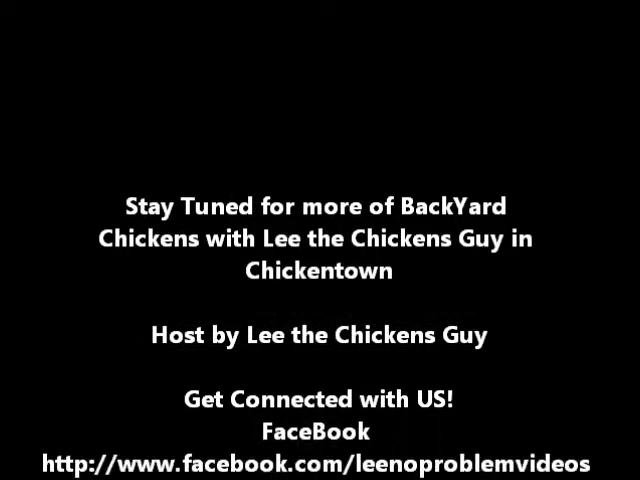 Stay Tuned for more of BackYard
Chickens with Lee the Chickens Guy in
Chickentown
Host by Lee the Chickens Guy
Get Connected with US!
FaceBook
http://www.facebook.com/leenoproblemvideos